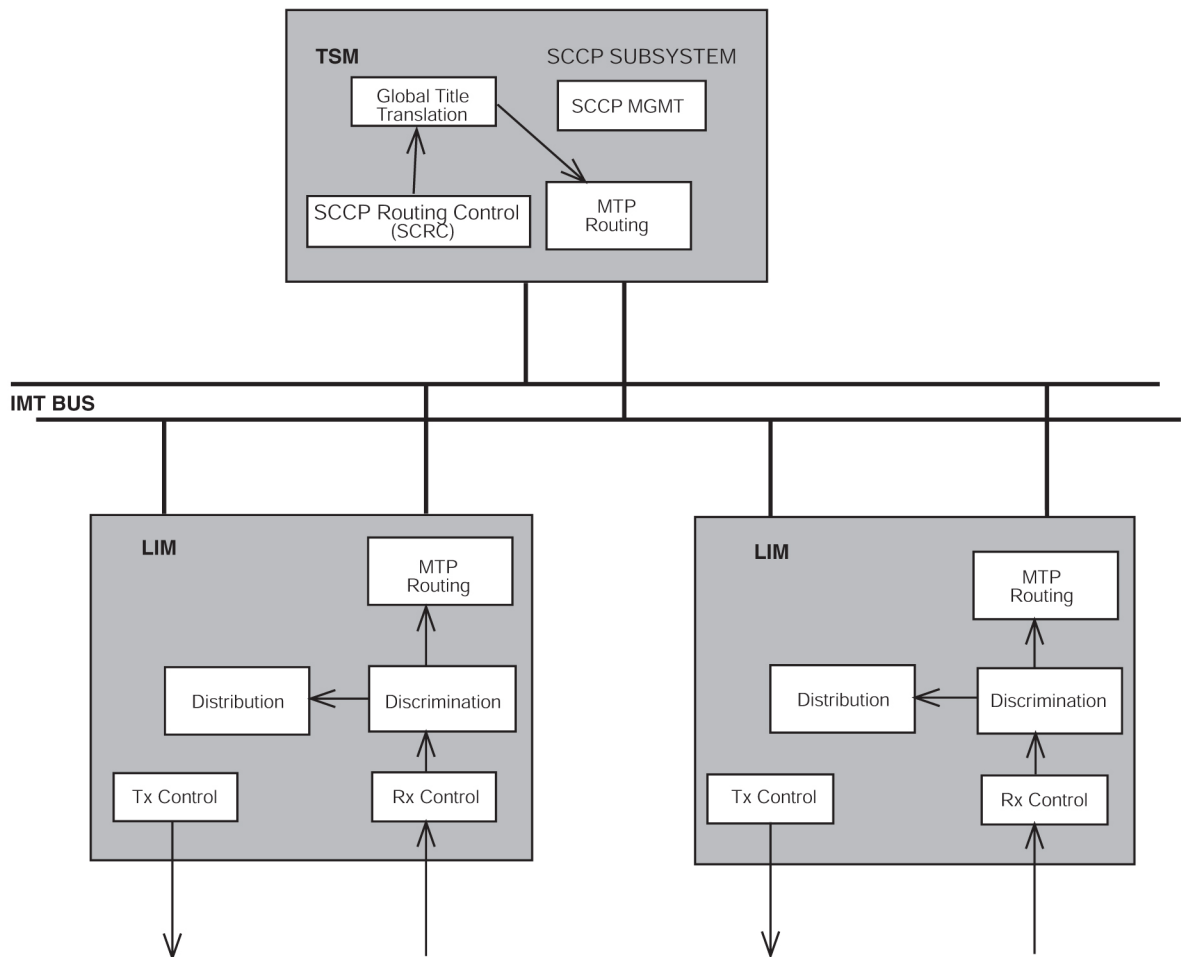 TSM
SCCP SUBSYSTEM
Global Title
Translation
SCCP MGMT
SCCP Routing Control
(SCRC)
MTP
Routing
IMT BUS
LIM
MTP
Routing
Distribution
Discrimination
Tx Control
Rx Control
LIM
MTP
Routing
Distribution
Discrimination
Tx Control
Rx Control